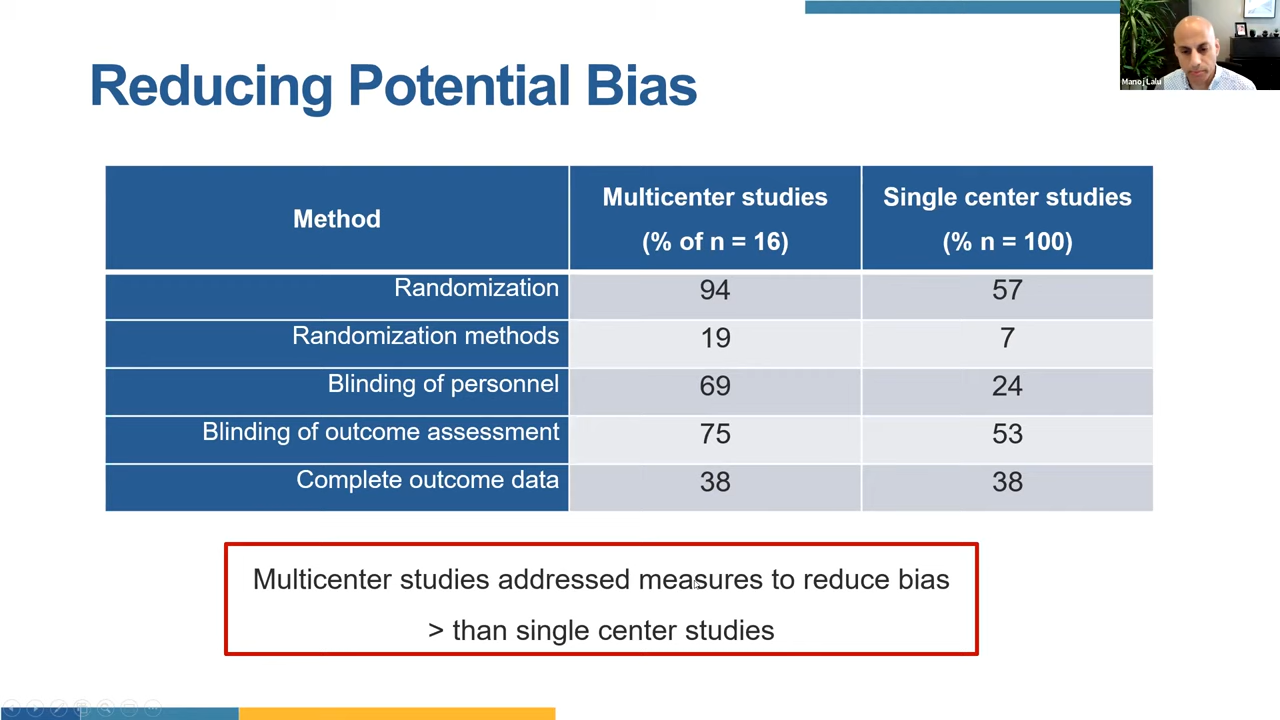 Reducing Potential Bias
Manoj Lalu
Method
Multicenter studies
(% of n = 16)
Single center studies
(% n = 100)
Randomization 94 57
Randomization methods 19 7
Blinding of personnel 69 24
Blinding of outcome assessment 75 53
Complete outcome data 38 38
Multicenter studies addressed measures to reduce bias
> than single center studies